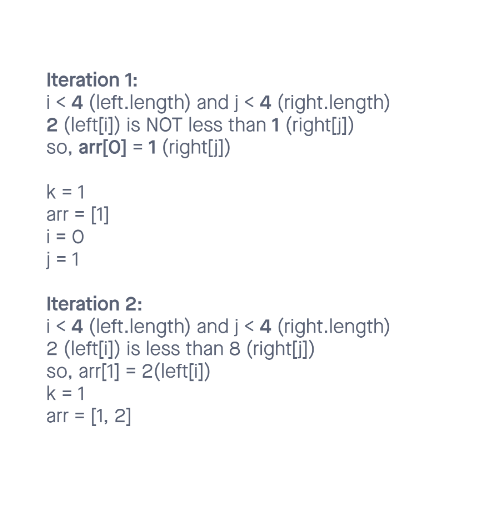 Iteration 1:
i < 4 (left.length) and j < 4 (right.length)
2 (left[i]) is NOT less than 1 (right[j])
so, arr[0] = 1 (right[j])
k = 1
arr = [1]
i = 0
j = 1
Iteration 2:
i < 4 (left.length) and j < 4 (right.length)
2 (left[i]) is less than 8 (right[j])
so, arr[1] = 2(left[i])
k = 1
arr = [1, 2]